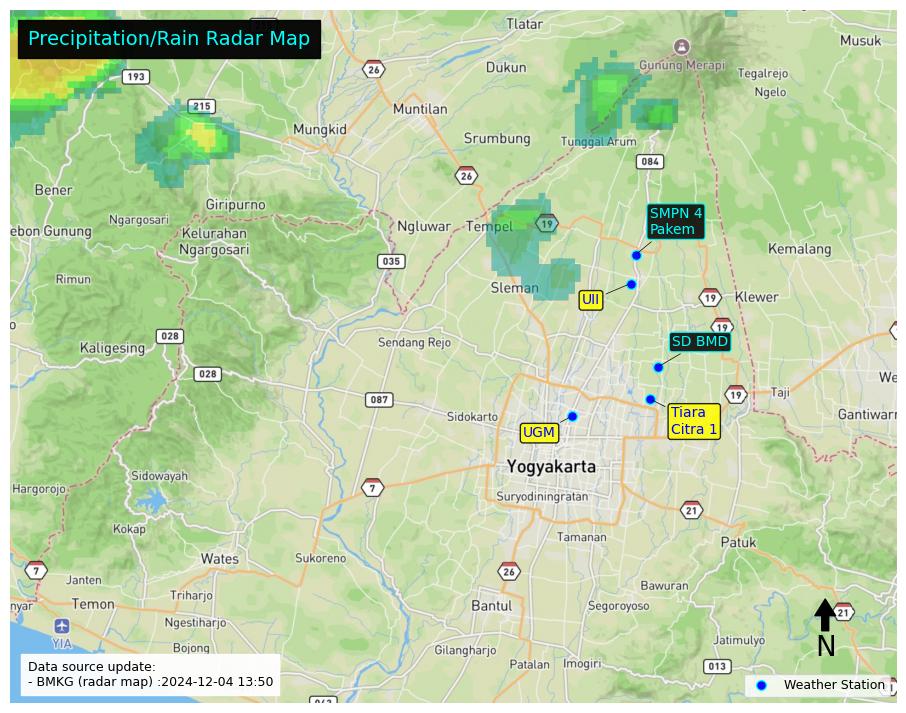 Precipitation/Rain Radar Map
Tlatar
Musuk
26
Dukun
Gunung Merapi
Tegalrejo
193
Ngelo
215
Muntilan
Mungkid
Srumbung
Tunggal Arum
084
26
Bener
Giripurno
SMPN 4
Pakem
Ngargosari
Kelurahan
Ngargosari
ebon Gunung
Ngluwar
Tempel
19
Kemalang
035
Rimun
Sleman
UII
19
Klewer
19
028
Kaligesing
Sendang Rejo
SD BMD
028
We
087
19
Taji
Sidokarto
Tiara
Citra 1
Gantiwarn
UGM
Yogyakarta
Sidowayah
Hargorojo
7
Suryodiningratan
21
Kokap
Tamanan
Patuk
Wates
Sukoreno
7
26
Janten
Bawuran
nyar
Temon
Triharjo
Bantul
Segoroyoso
21
Ngestiharjo
N
YIA
Bojong
Gilangharjo
Jatimulyo
Patalan
Imogiri
013
Data source update:
- BMKG (radar map) :2024-12-04 13:50
Weather Station